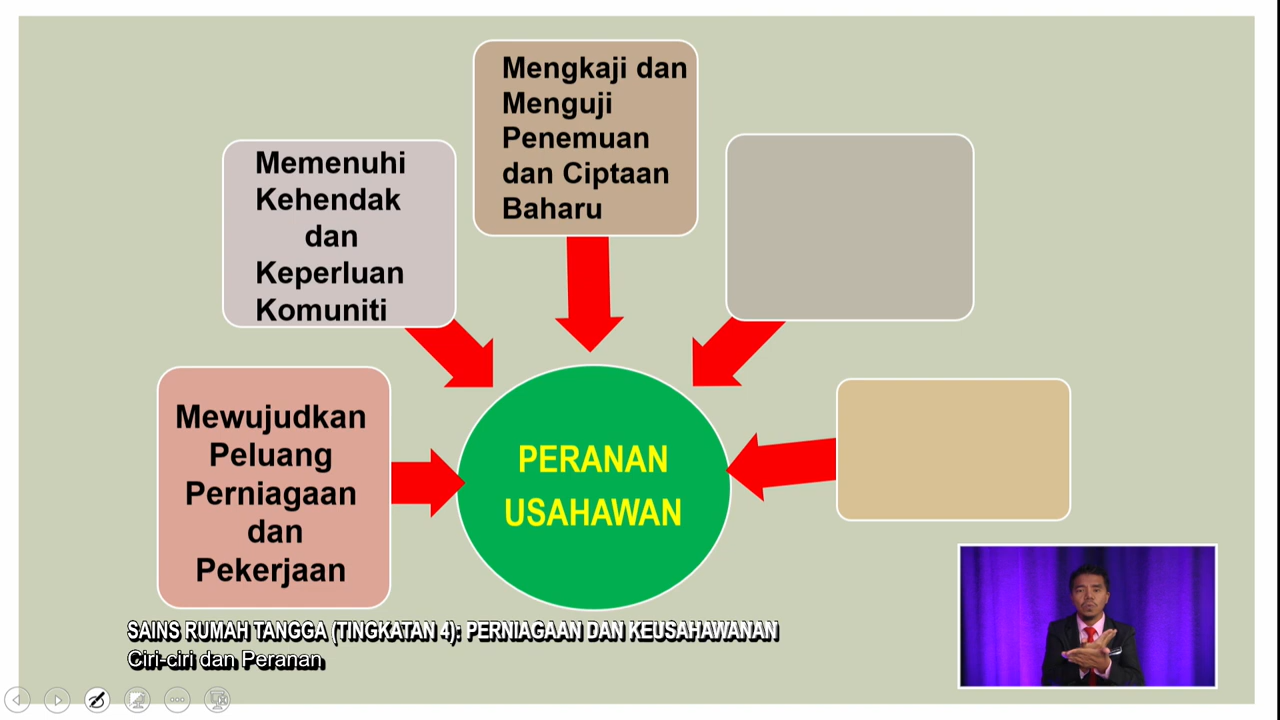 Mengkaji dan
Menguji
Penemuan
dan Ciptaan
Baharu
Memenuhi
Kehendak
dan
Keperluan
Komuniti
Mewujudkan
Peluang
Perniagaan
dan
Pekerjaan
PERANAN
USAHAWAN
SAINS RUMAH TANGGA (TINGKATAN 4): PERNIAGAAN DAN KEUSAHAWANAN
Ciri-ciri dan Peranan